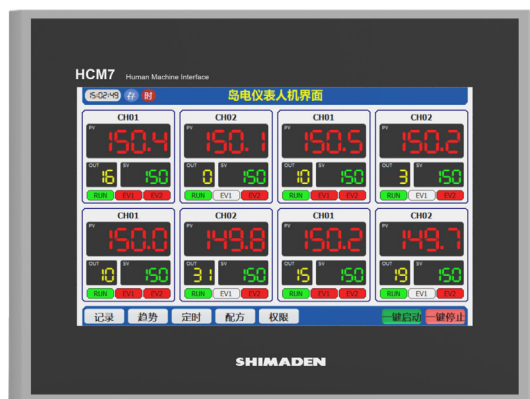 HCM7 Human Machine Interface
15:02:49 存 时 岛电仪表人机界面
CH01 CH02 CH01 CH02
PV 150.4 PV 150.1 PV 150.5 PV 150.2
OUT 16 SV 150 OUT 0 SV 150 OUT 10 SV 150 OUT 3 SV 150
RUN EV1 EV2 RUN EV1 EV2 RUN EV1 EV2 RUN EV1 EV2
CH01 CH02 CH01 CH02
PV 150.0 PV 149.8 PV 150.2 PV 149.7
OUT 10 SV 150 OUT 31 SV 150 OUT 15 SV 150 OUT 19 SV 150
RUN EV1 EV2 RUN EV1 EV2 RUN EV1 EV2 RUN EV1 EV2
记录 趋势 定时 配方 权限 一键启动 一键停止
SHIMADEN